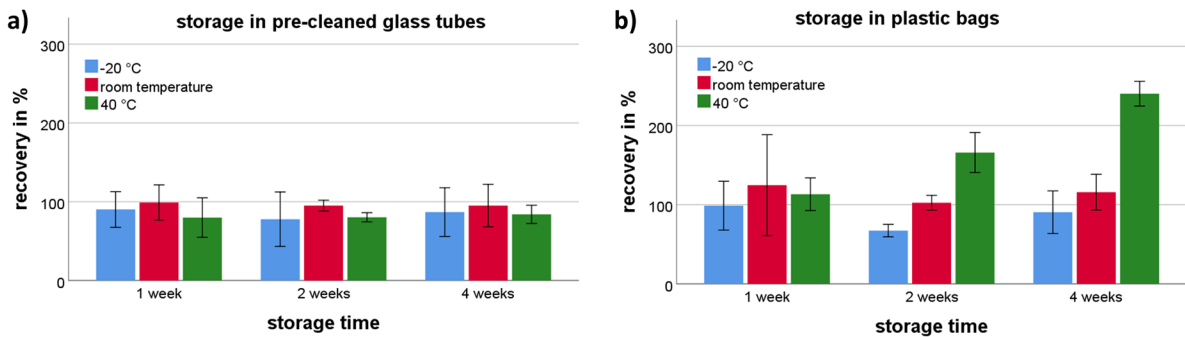 a)
storage in pre-cleaned glass tubes
300
200
100
0
recovery in %
-20 °C
room temperature
40 °C
1 week
2 weeks
4 weeks
storage time
b)
storage in plastic bags
300
200
100
0
recovery in %
-20 °C
room temperature
40 °C
1 week
2 weeks
4 weeks
storage time